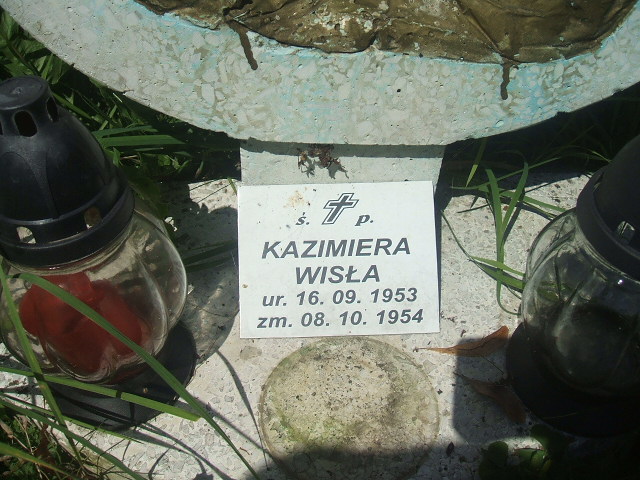 ś. p.
KAZIMIERA
WISŁA
ur. 16. 09. 1953
zm. 08. 10. 1954